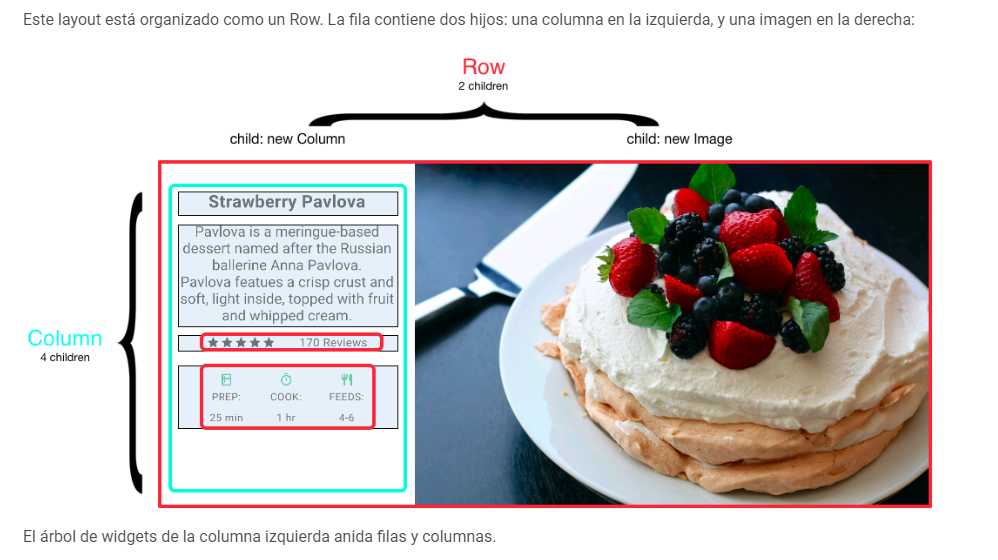 Este layout está organizado como un Row. La fila contiene dos hijos: una columna en la izquierda, y una imagen en la derecha:
Row
2 children
child: new Column
child: new Image
Column
4 children
Strawberry Pavlova
Pavlova is a meringue-based
dessert named after the Russian
ballerine Anna Pavlova.
Pavlova featues a crisp crust and
soft, light inside, topped with fruit
and whipped cream.
170 Reviews
PREP: COOK: FEEDS:
25 min 1 hr 4-6
El árbol de widgets de la columna izquierda anida filas y columnas.